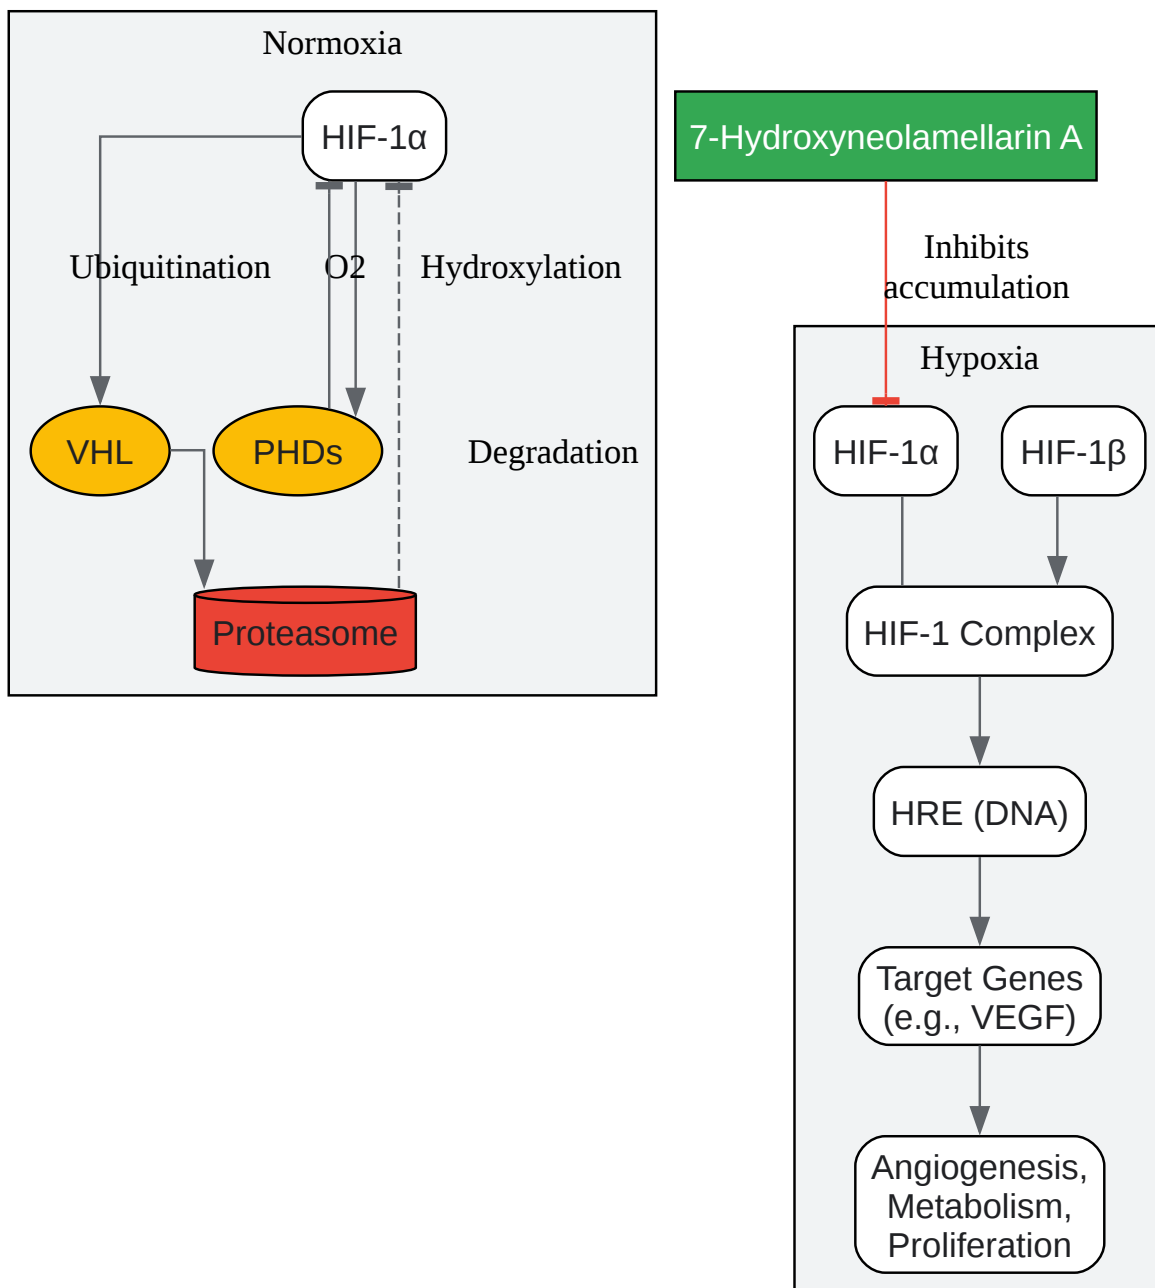 Normoxia
HIF-1α
Ubiquitination
O2
Hydroxylation
VHL
PHDs
Degradation
Proteasome
7-Hydroxyneolamellarin A
Inhibits
accumulation
Hypoxia
HIF-1α
HIF-1β
HIF-1 Complex
HRE (DNA)
Target Genes
(e.g., VEGF)
Angiogenesis,
Metabolism,
Proliferation